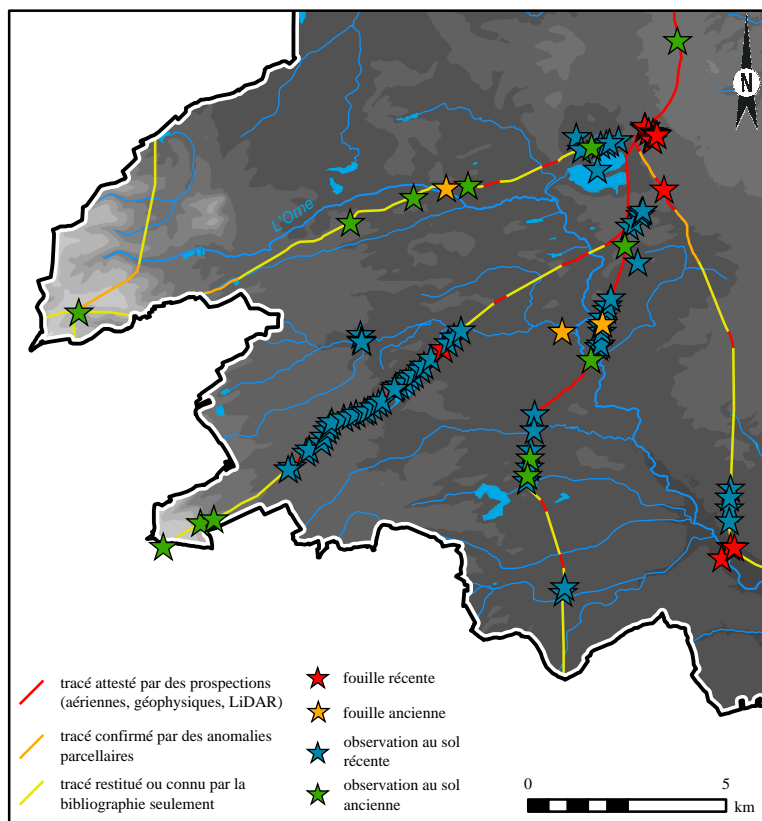 N
L'Orne
tracé attesté par des prospections
(aériennes, géophysiques, LiDAR)
tracé confirmé par des anomalies
parcellaires
tracé restitué ou connu par la
bibliographie seulement
fouille récente
fouille ancienne
observation au sol
récente
observation au sol
ancienne
0 5
km